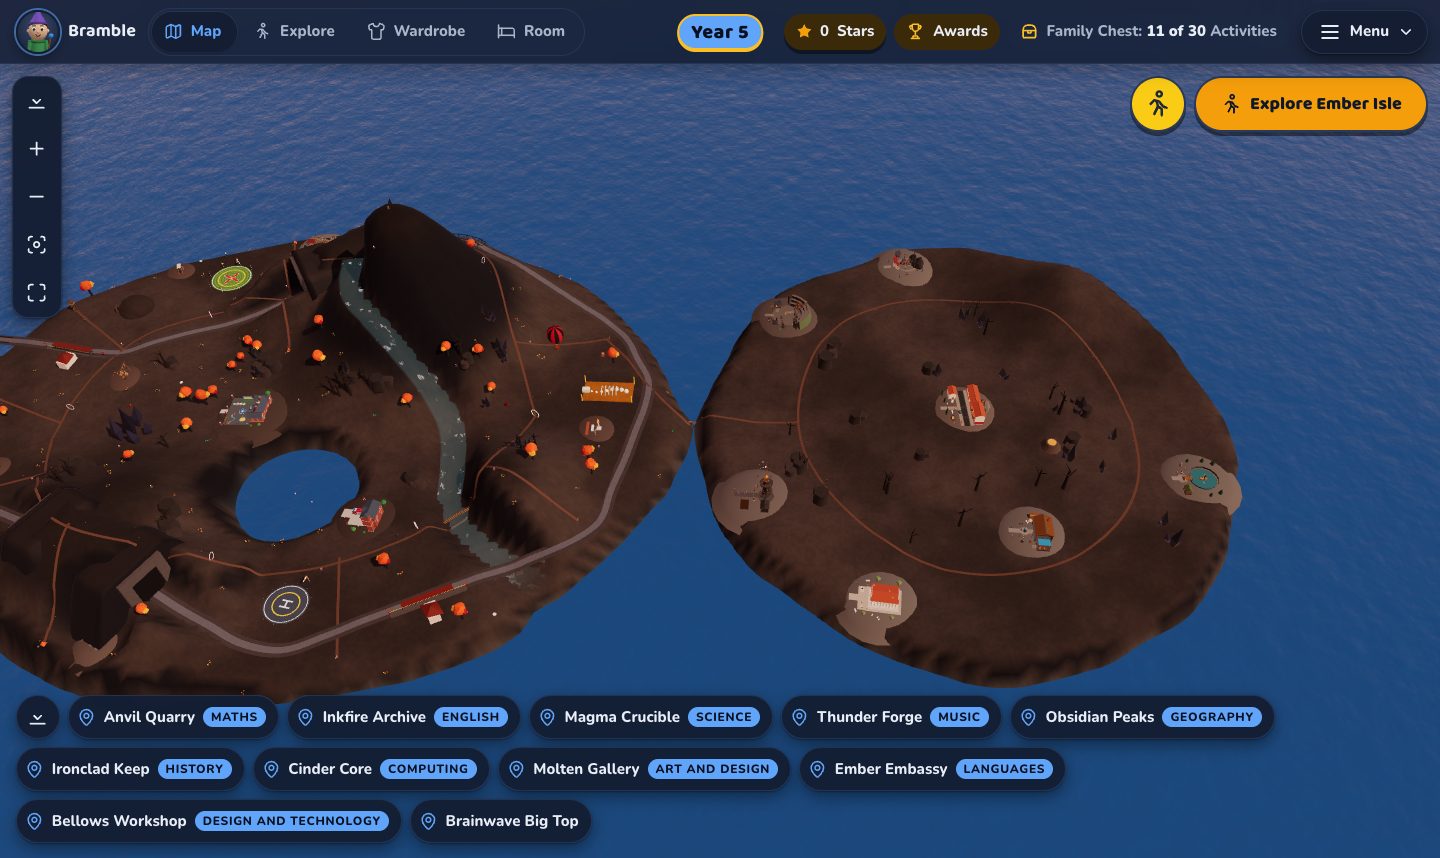 Bramble
Map
Explore
Wardrobe
Room
Year 5
0 Stars
Awards
Family Chest: 11 of 30 Activities
Menu
Explore Ember Isle
H
Anvil Quarry MATHS
Inkfire Archive ENGLISH
Magma Crucible SCIENCE
Thunder Forge MUSIC
Obsidian Peaks GEOGRAPHY
Ironclad Keep HISTORY
Cinder Core COMPUTING
Molten Gallery ART AND DESIGN
Ember Embassy LANGUAGES
Bellows Workshop DESIGN AND TECHNOLOGY
Brainwave Big Top